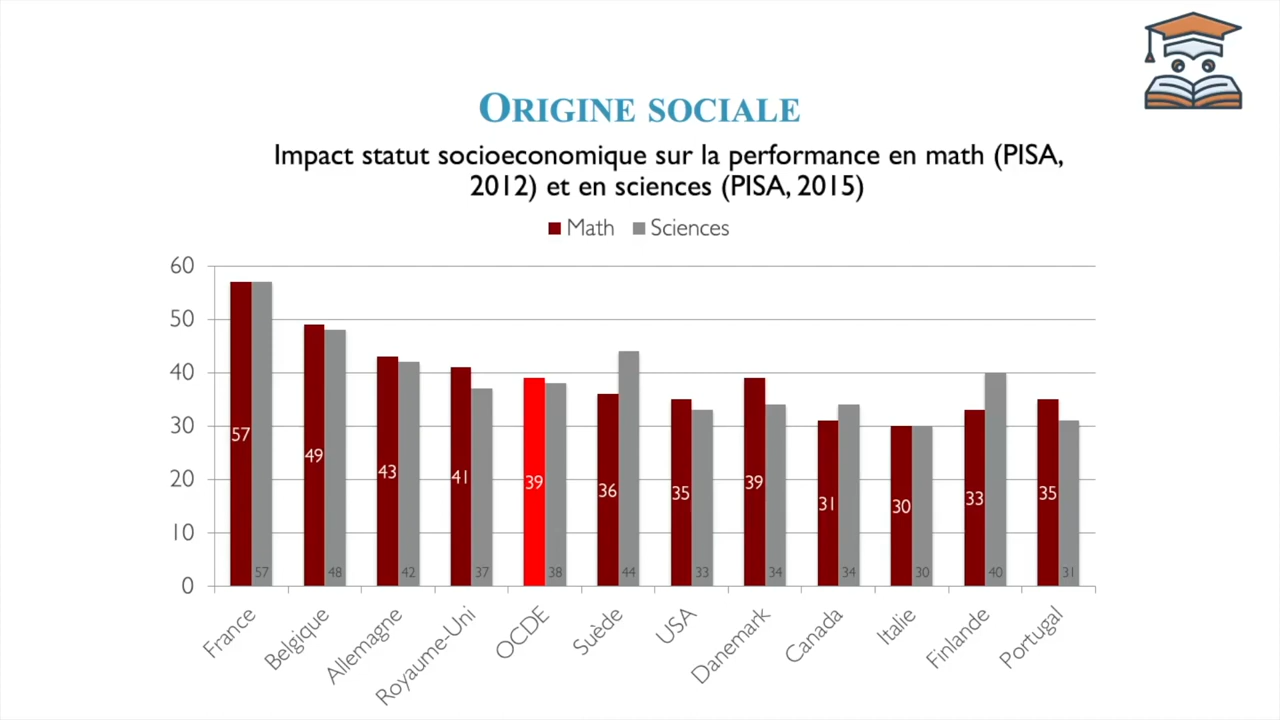 ORIGINE SOCIALE
Impact statut socioeconomique sur la performance en math (PISA,
2012) et en sciences (PISA, 2015)
Math Sciences
60
50
40
30
20
10
0
57 49 43 41 39 36 35 39 31 30 33 35
57 48 42 37 38 44 33 34 34 30 40 31
France Belgique Allemagne Royaume-Uni OCDE Suède USA Danemark Canada Italie Finlande Portugal